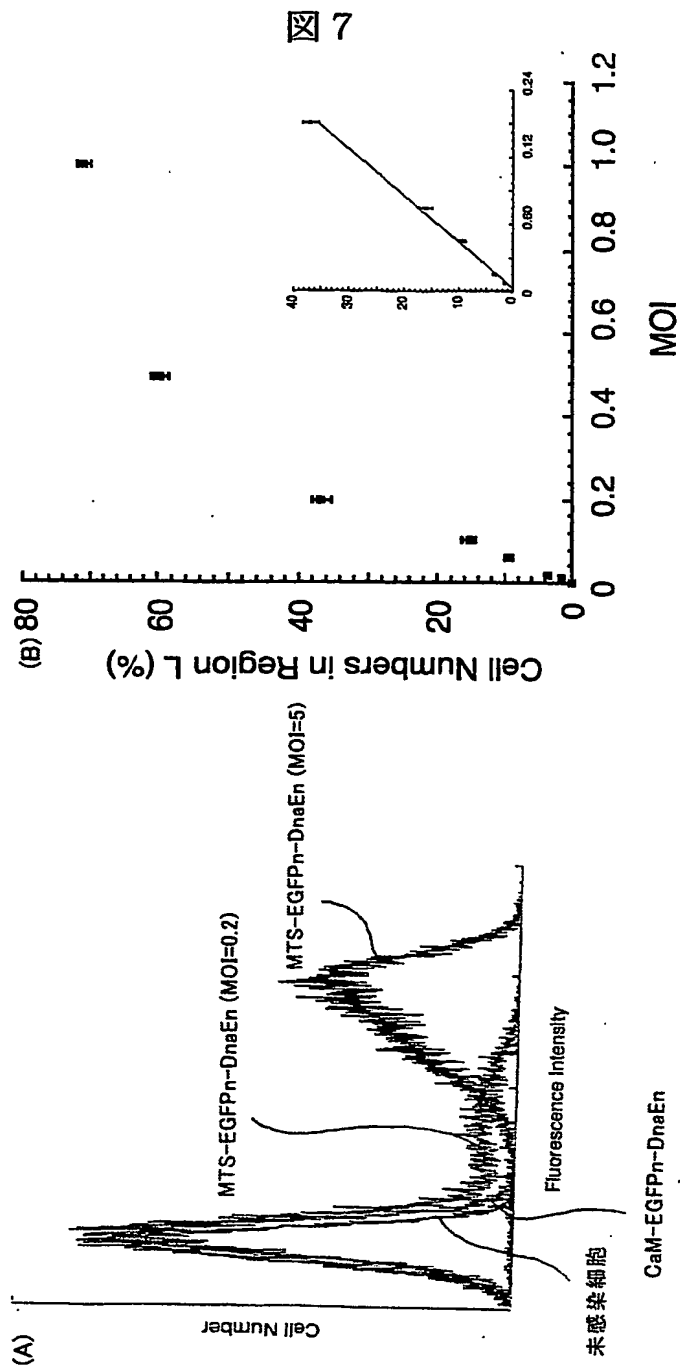 図 7
(A)
Cell Number
MTS-EGFPn-DnaEn (MOI=0.2)
MTS-EGFPn-DnaEn (MOI=5)
Fluorescence Intensity
未感染細胞
CaM-EGFPn-DnaEn
(B)
Cell Numbers in Region L (%)
80
60
40
20
0
0
0.2
0.4
0.6
0.8
1.0
1.2
MOI
40
30
20
10
0
0
0.60
0.12
0.24